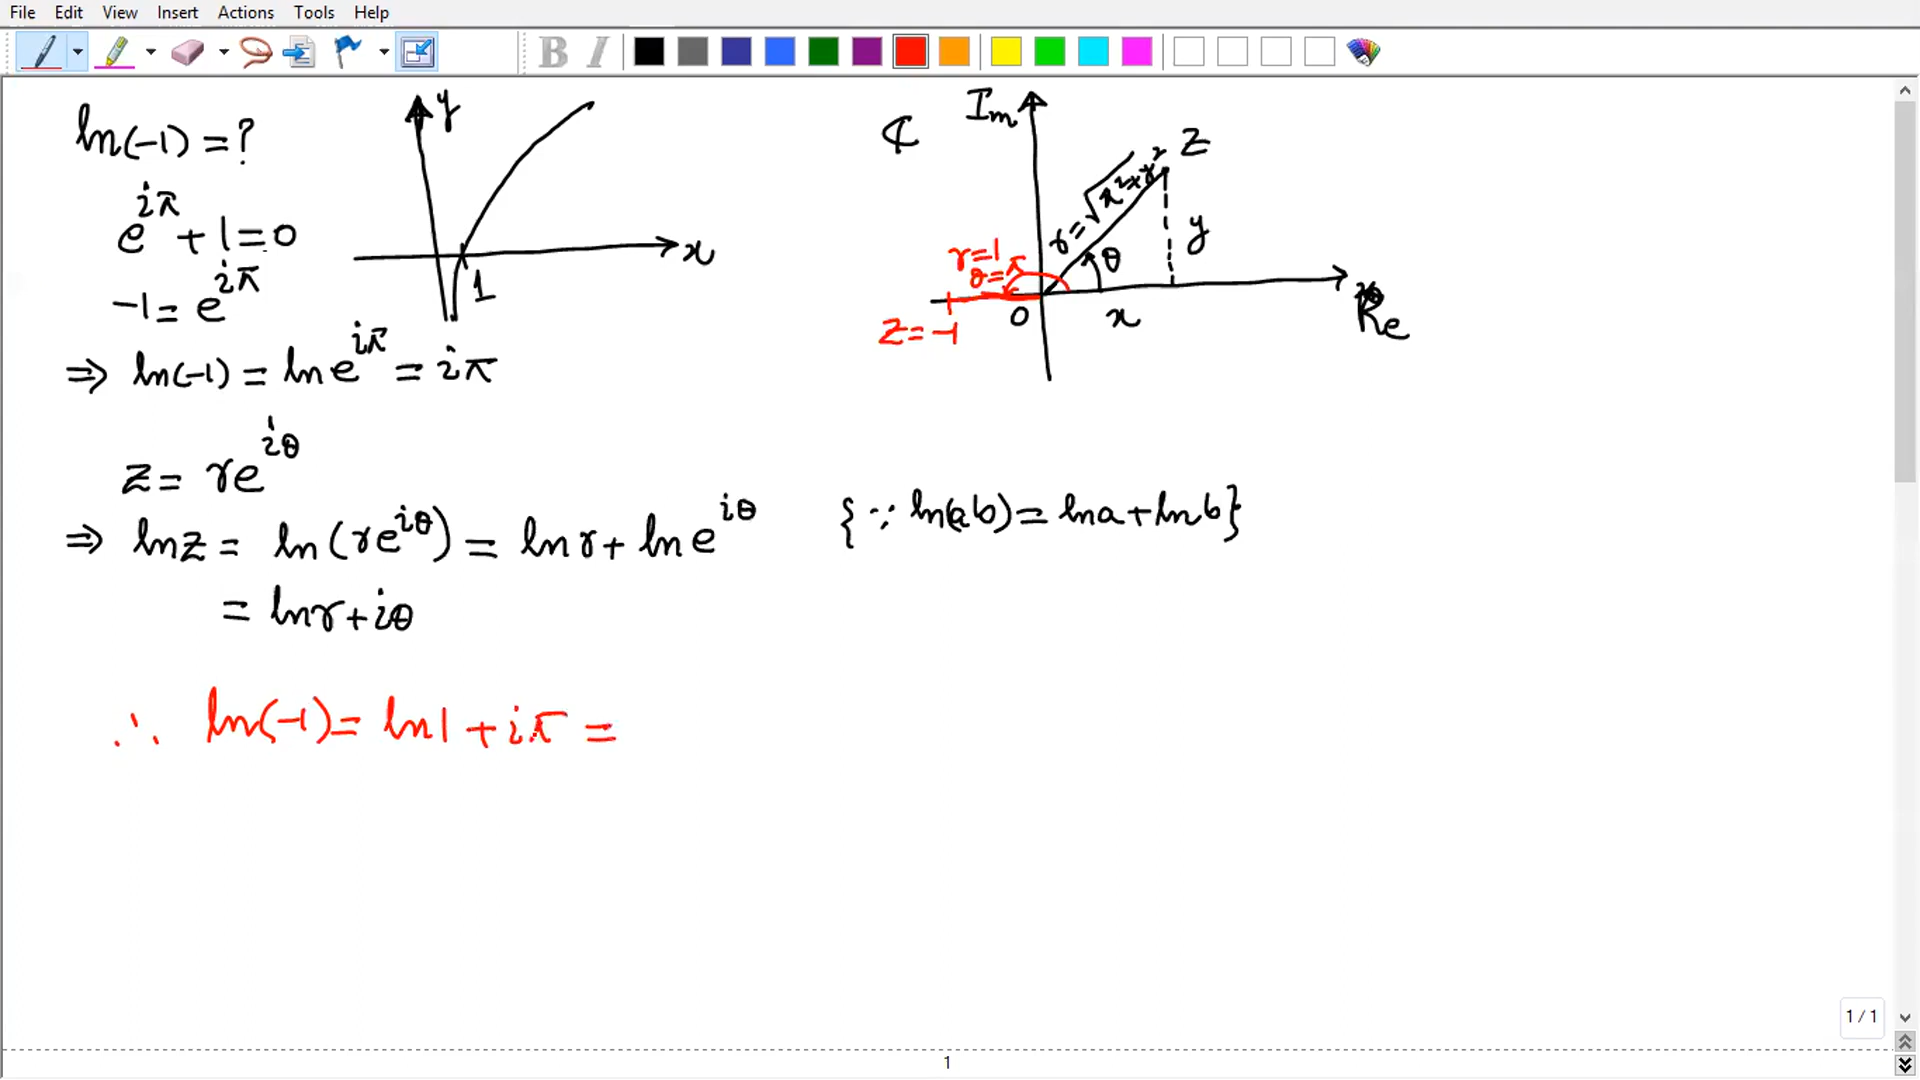 File Edit View Insert Actions Tools Help
B I
ln(-1) = ?
e^{iπ} + 1 = 0
-1 = e^{iπ}
⇒ ln(-1) = ln e^{iπ} = iπ
y
x
1
ℂ
Im
z
r = √x²+y²
y
θ
r=1
θ=π
z=-1
0
x
Re
z = re^{iθ}
⇒ ln z = ln(re^{iθ}) = ln r + ln e^{iθ} {∵ ln(ab) = ln a + ln b}
= ln r + iθ
∴ ln(-1) = ln 1 + iπ =
1 / 1
1